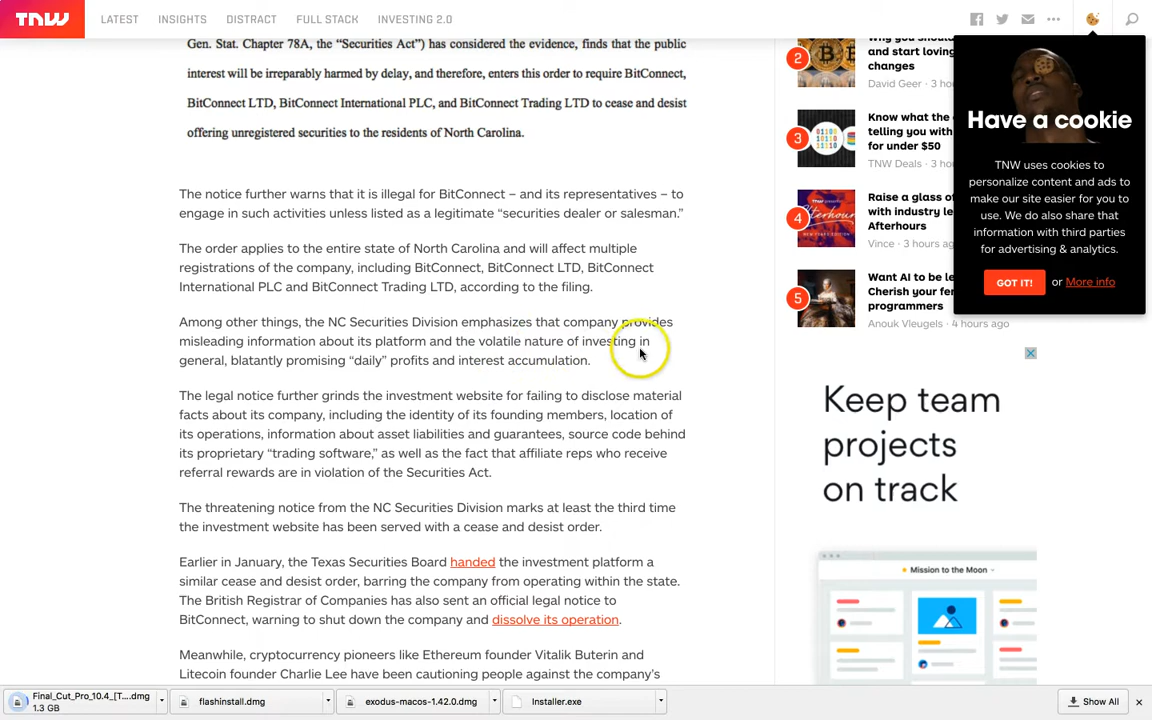 TNW LATEST INSIGHTS DISTRACT FULL STACK INVESTING 2.0
Gen. Stat. Chapter 78A, the “Securities Act”) has considered the evidence, finds that the public
interest will be irreparably harmed by delay, and therefore, enters this order to require BitConnect,
BitConnect LTD, BitConnect International PLC, and BitConnect Trading LTD to cease and desist
offering unregistered securities to the residents of North Carolina.
The notice further warns that it is illegal for BitConnect – and its representatives – to
engage in such activities unless listed as a legitimate “securities dealer or salesman.”
The order applies to the entire state of North Carolina and will affect multiple
registrations of the company, including BitConnect, BitConnect LTD, BitConnect
International PLC and BitConnect Trading LTD, according to the filing.
Among other things, the NC Securities Division emphasizes that company provides
misleading information about its platform and the volatile nature of investing in
general, blatantly promising “daily” profits and interest accumulation.
The legal notice further grinds the investment website for failing to disclose material
facts about its company, including the identity of its founding members, location of
its operations, information about asset liabilities and guarantees, source code behind
its proprietary “trading software,” as well as the fact that affiliate reps who receive
referral rewards are in violation of the Securities Act.
The threatening notice from the NC Securities Division marks at least the third time
the investment website has been served with a cease and desist order.
Earlier in January, the Texas Securities Board handed the investment platform a
similar cease and desist order, barring the company from operating within the state.
The British Registrar of Companies has also sent an official legal notice to
BitConnect, warning to shut down the company and dissolve its operation.
Meanwhile, cryptocurrency pioneers like Ethereum founder Vitalik Buterin and
Litecoin founder Charlie Lee have been cautioning people against the company’s
2
Why you should
and start loving
changes
David Geer 3 ho
3
Know what the
telling you with
for under $50
TNW Deals 3 ho
4
Raise a glass of
with industry le
Afterhours
Vince 3 hours a
5
Want AI to be le
Cherish your fe
programmers
Anouk Vleugels 4 hours ago
Have a cookie
TNW uses cookies to
personalize content and ads to
make our site easier for you to
use. We do also share that
information with third parties
for advertising & analytics.
GOT IT! or More info
Keep team
projects
on track
Mission to the Moon
Final_Cut_Pro_10.4_[T....dmg
1.3 GB
flashinstall.dmg
exodus-macos-1.42.0.dmg
Installer.exe
Show All